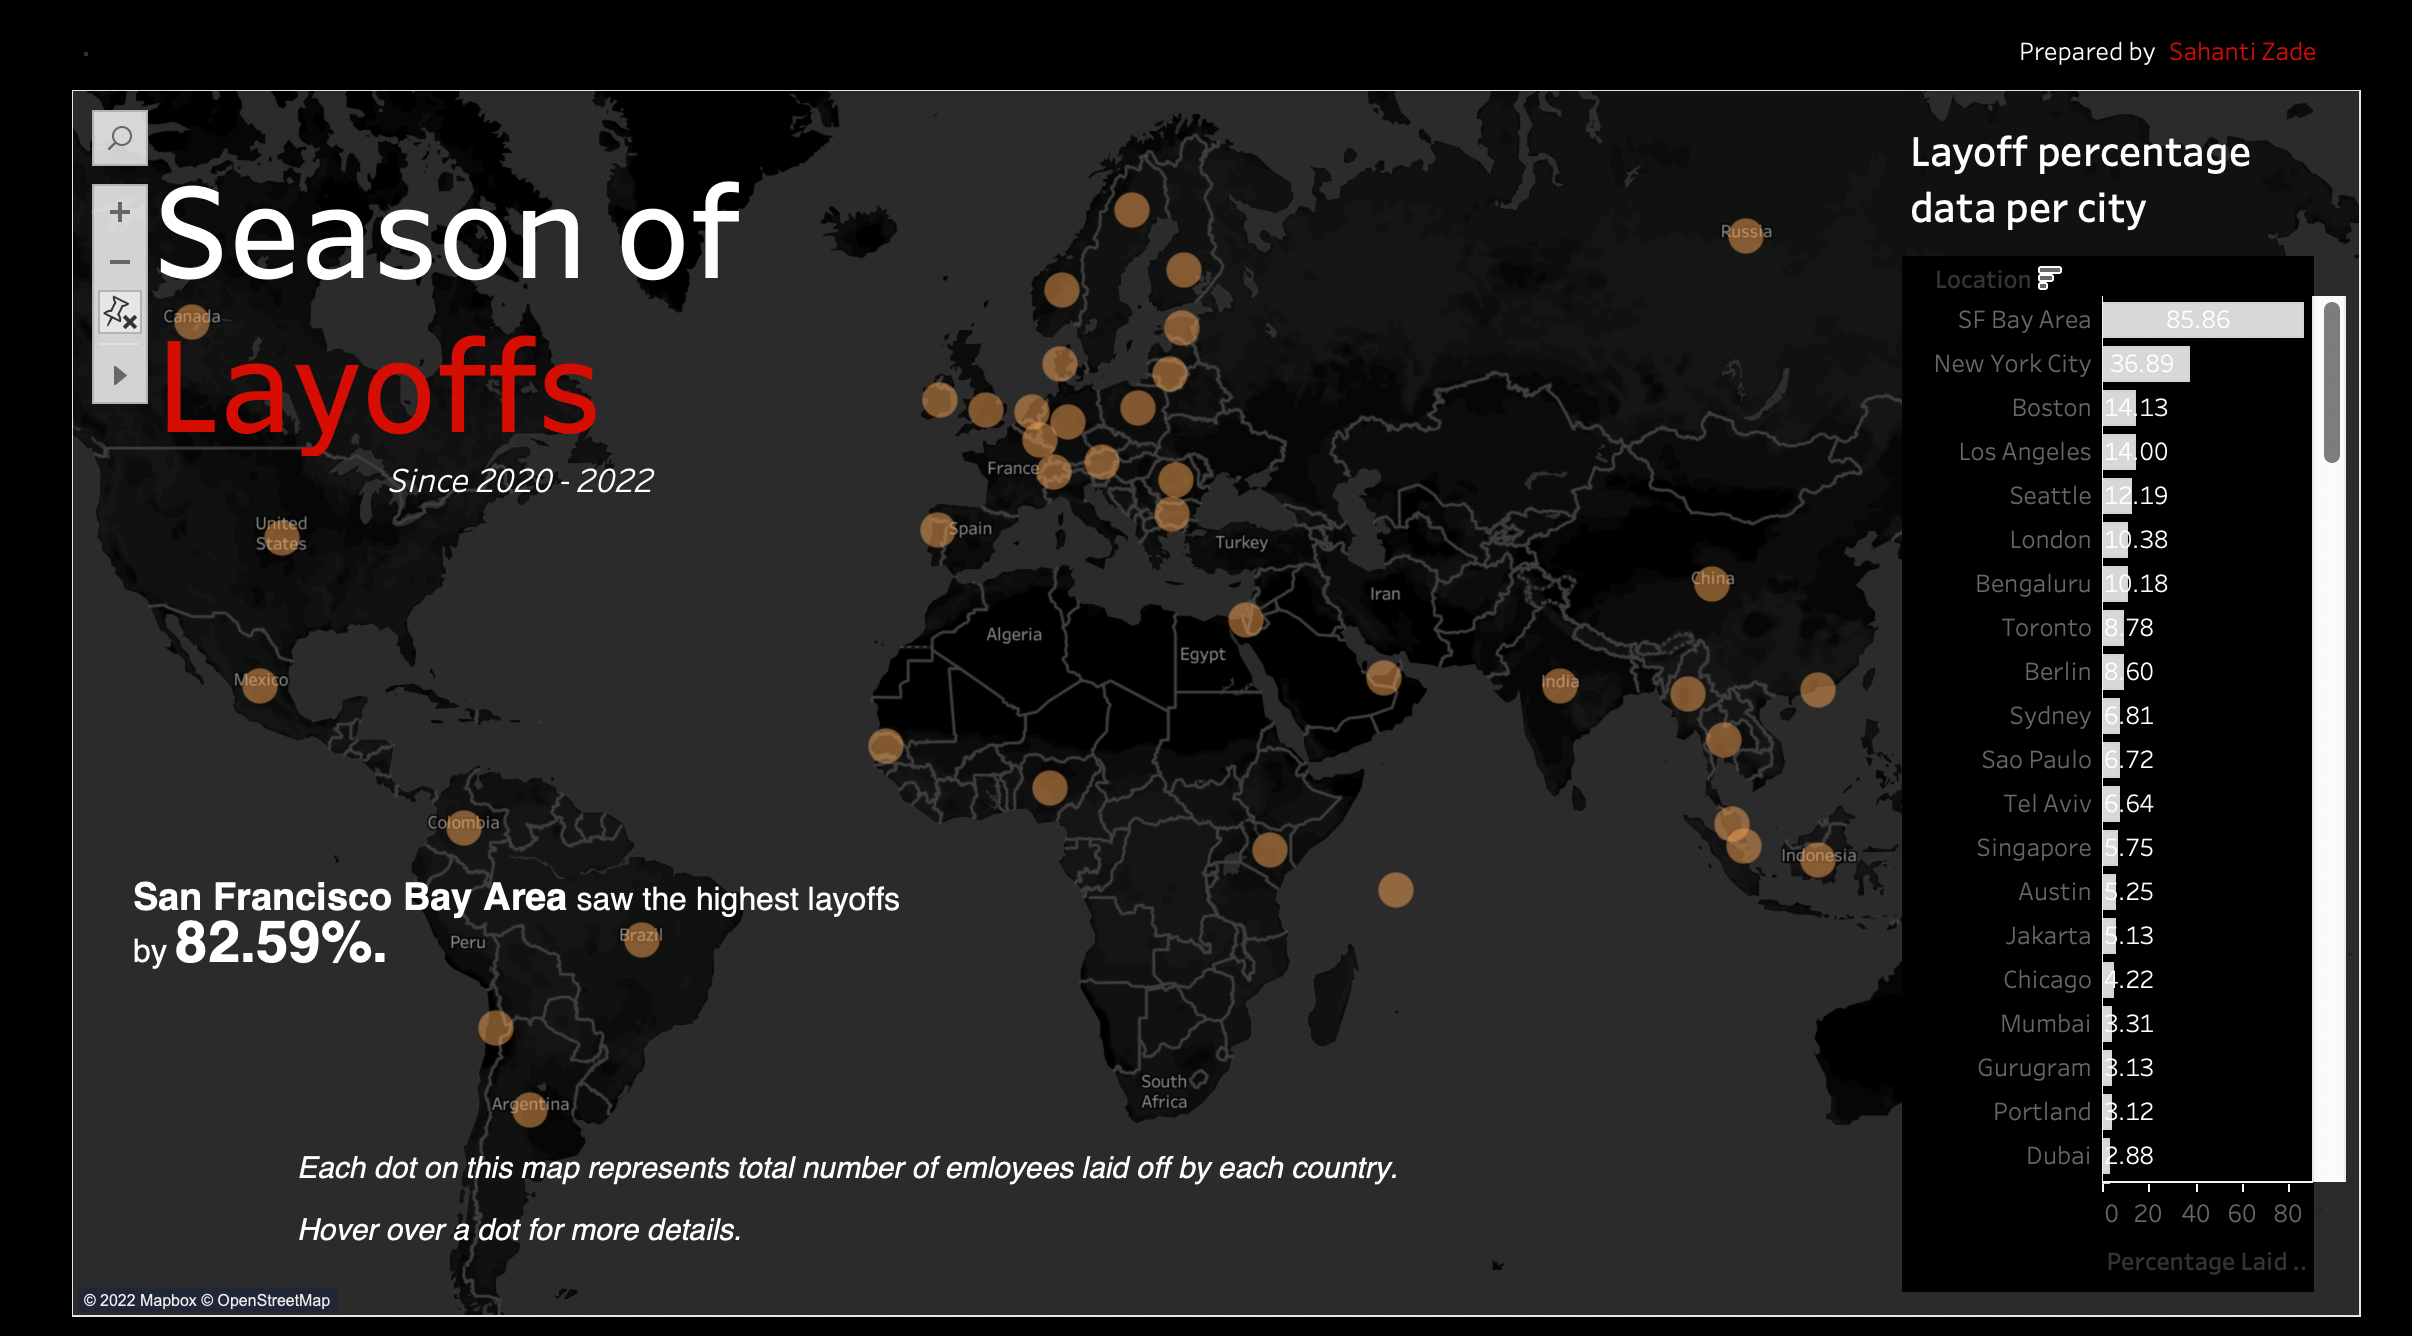 Prepared by Sahanti Zade
Season of
Layoffs
Since 2020 - 2022
Layoff percentage
data per city
Location
SF Bay Area 85.86
New York City 36.89
Boston 14.13
Los Angeles 14.00
Seattle 12.19
London 10.38
Bengaluru 10.18
Toronto 8.78
Berlin 8.60
Sydney 6.81
Sao Paulo 6.72
Tel Aviv 6.64
Singapore 5.75
Austin 5.25
Jakarta 5.13
Chicago 4.22
Mumbai 3.31
Gurugram 3.13
Portland 3.12
Dubai 2.88
0 20 40 60 80
Percentage Laid ..
Canada
Russia
France
United
States
Spain
Turkey
China
Iran
Algeria
Egypt
Mexico
India
Colombia
Indonesia
San Francisco Bay Area saw the highest layoffs
by 82.59%.
Peru
Brazil
South
Africa
Argentina
Each dot on this map represents total number of emloyees laid off by each country.
Hover over a dot for more details.
© 2022 Mapbox © OpenStreetMap